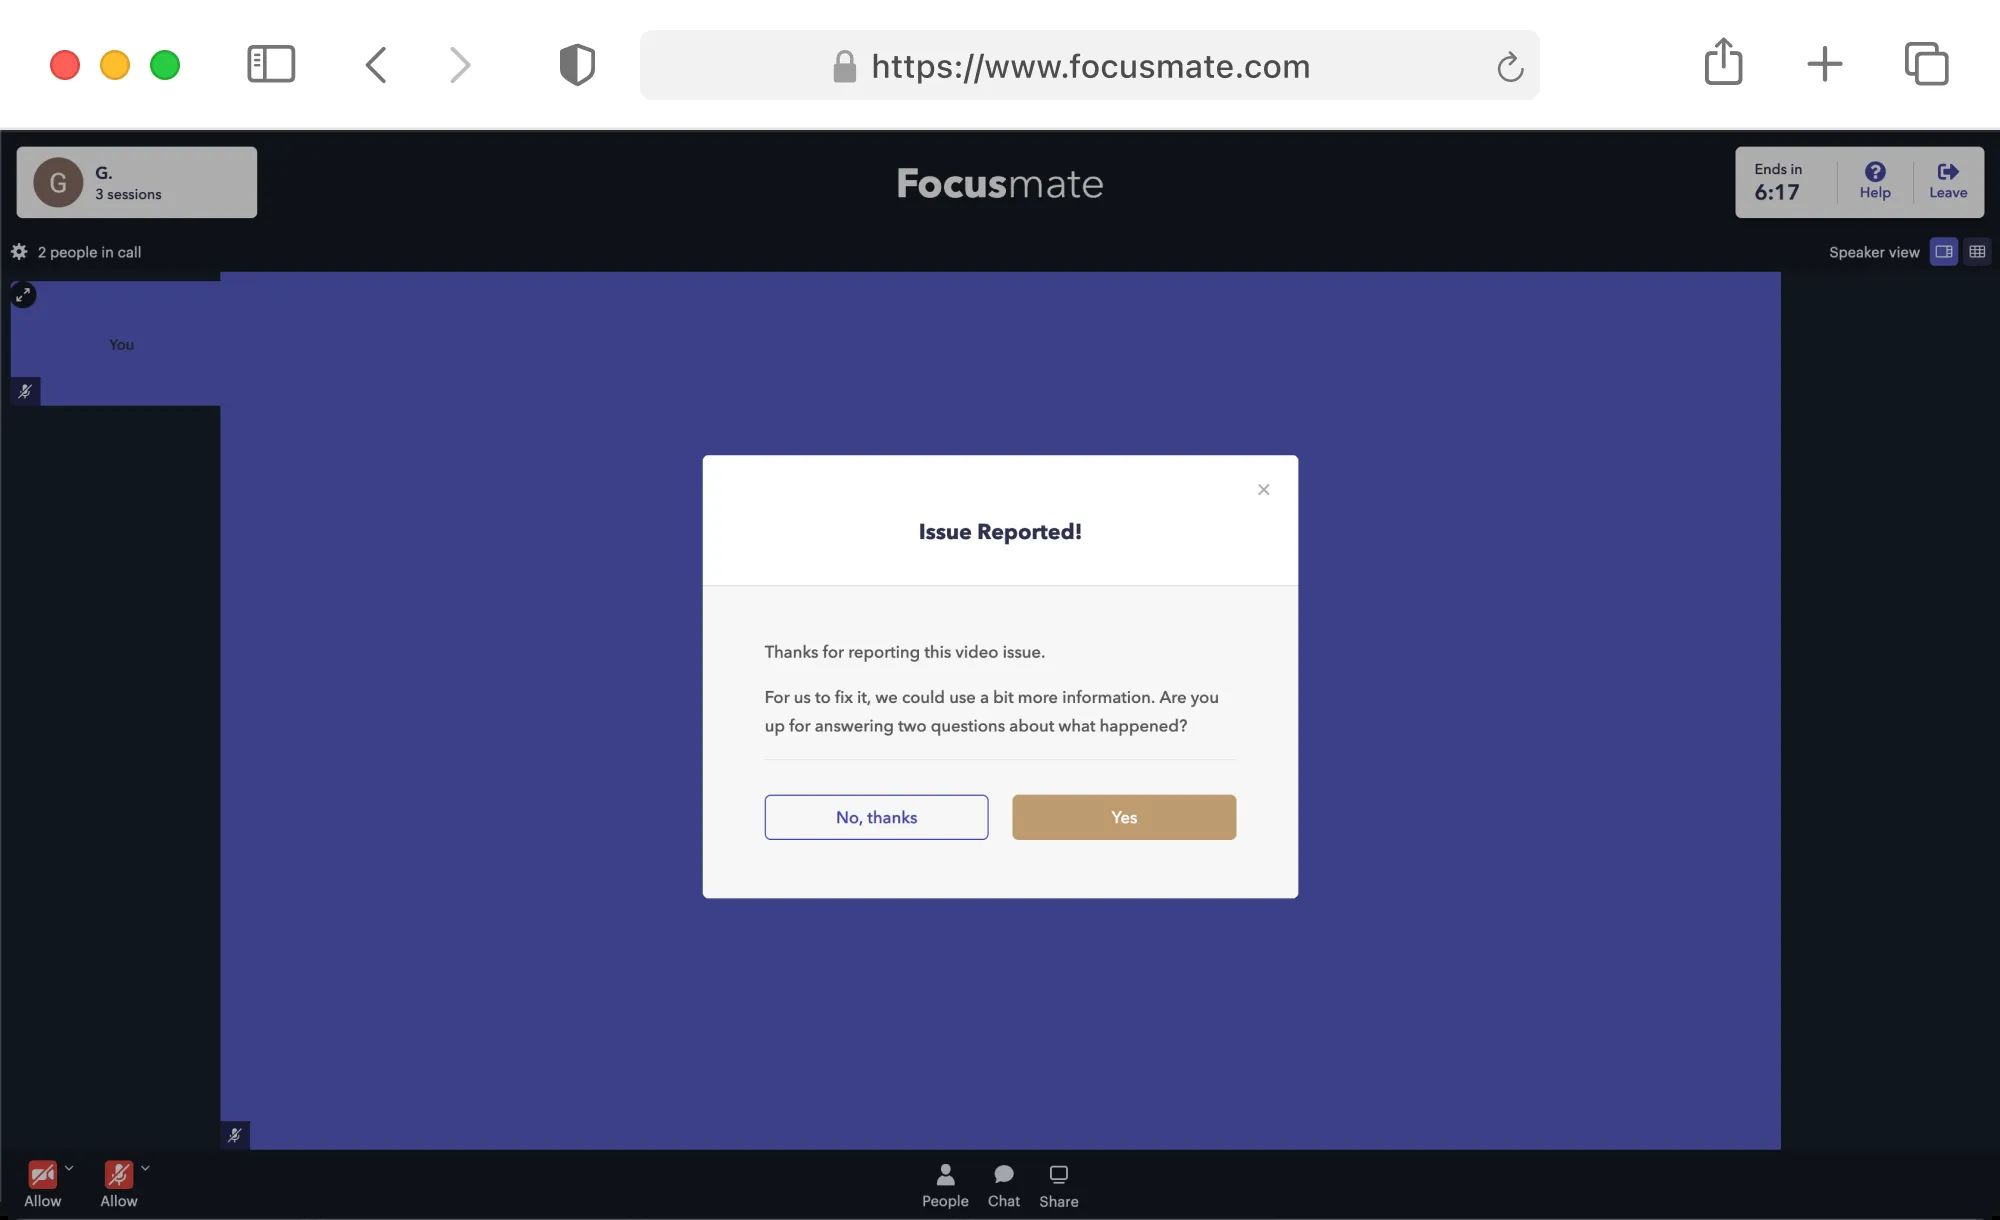 https://www.focusmate.com
G
G.
3 sessions
Focusmate
Ends in
6:17
Help
Leave
2 people in call
Speaker view
You
Issue Reported!
Thanks for reporting this video issue.
For us to fix it, we could use a bit more information. Are you
up for answering two questions about what happened?
No, thanks
Yes
Allow
Allow
People
Chat
Share